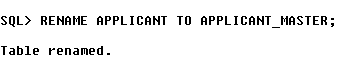 SQL> RENAME APPLICANT TO APPLICANT_MASTER;
Table renamed.